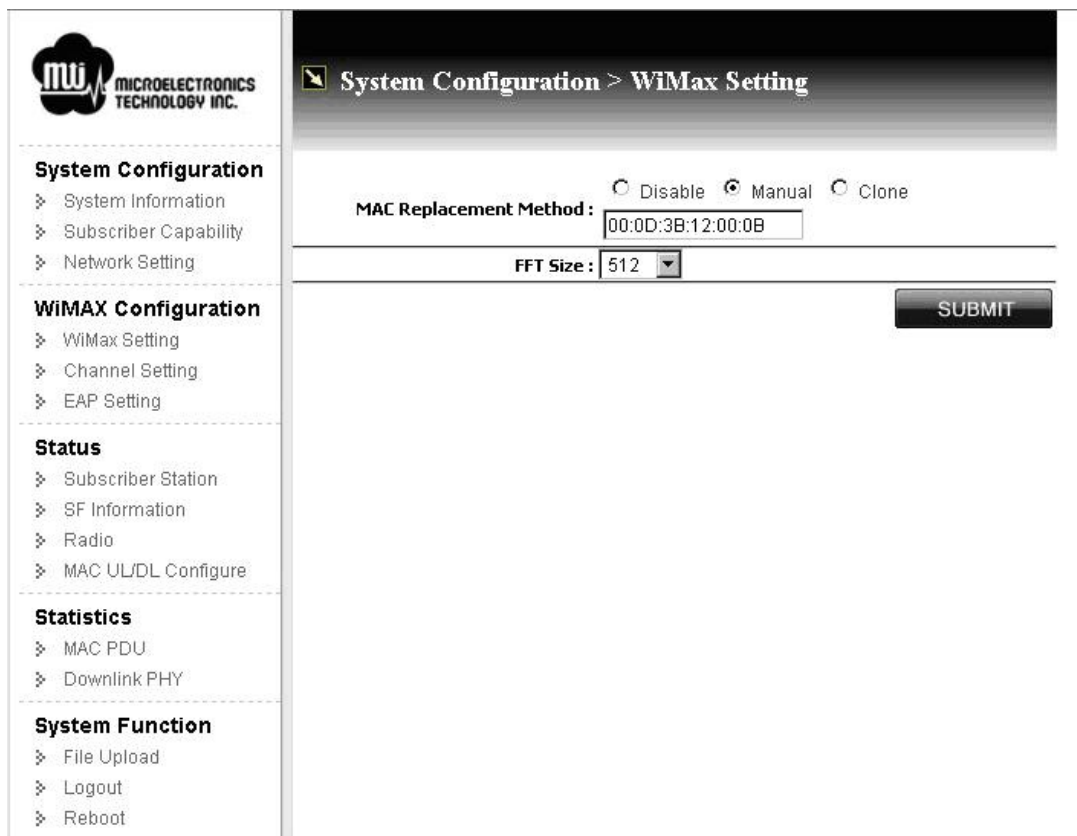 MTI MICROELECTRONICS
TECHNOLOGY INC.
System Configuration
System Information
Subscriber Capability
Network Setting
WiMAX Configuration
WiMax Setting
Channel Setting
EAP Setting
Status
Subscriber Station
SF Information
Radio
MAC UL/DL Configure
Statistics
MAC PDU
Downlink PHY
System Function
File Upload
Logout
Reboot
System Configuration > WiMax Setting
MAC Replacement Method : Disable Manual Clone
00:0D:3B:12:00:0B
FFT Size : 512
SUBMIT